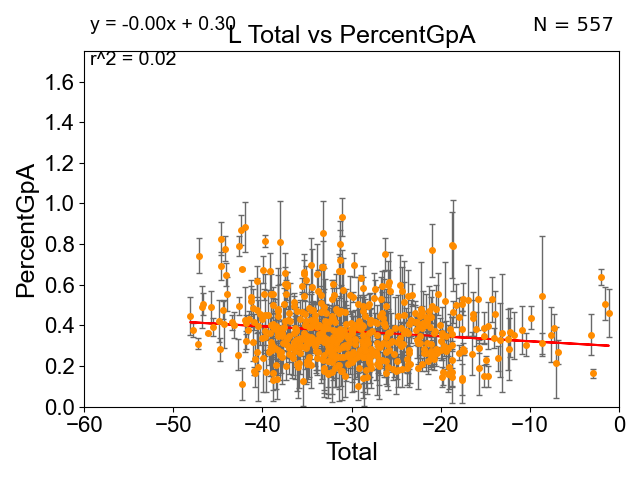 y = -0.00x + 0.30
N = 557
L Total vs PercentGpA
r^2 = 0.02
PercentGpA
1.6
1.4
1.2
1.0
0.8
0.6
0.4
0.2
0.0
−60 −50 −40 −30 −20 −10 0
Total